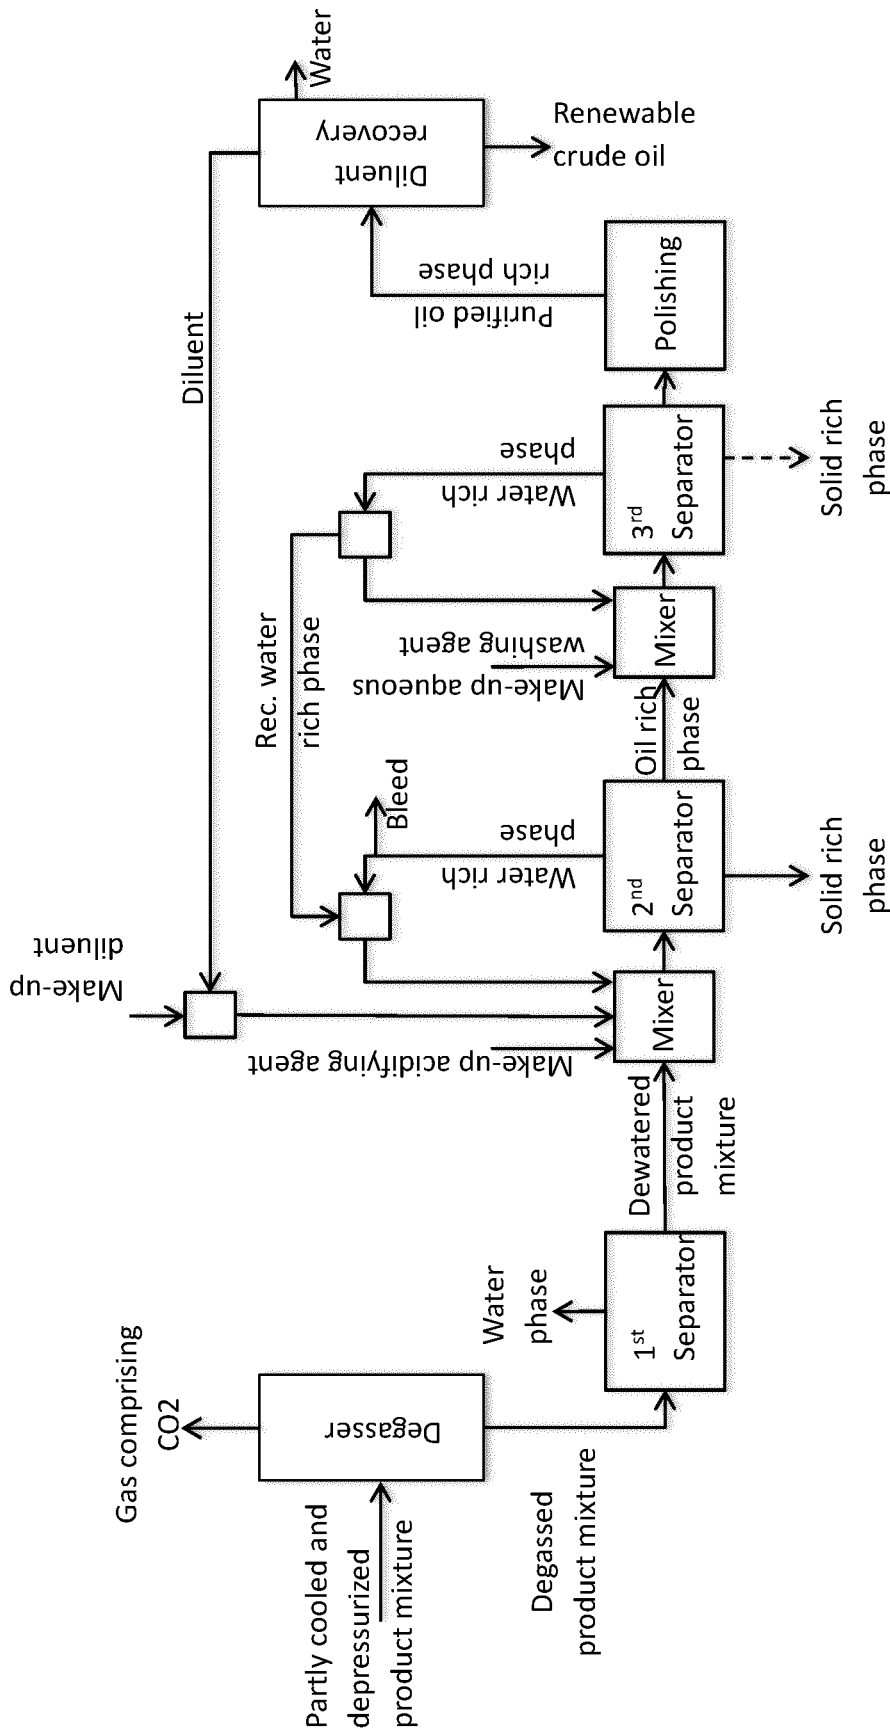 Partly cooled and
depressurized
product mixture
Gas comprising
CO2
Degasser
Degassed
product mixture
Water
phase
1st
Separator
Dewatered
product
mixture
Make-up
diluent
Make-up acidifying agent
Mixer
2nd
Separator
Water rich
phase
Bleed
Solid rich
phase
Oil rich
phase
Rec. water
rich phase
Make-up aqueous
washing agent
Mixer
3rd
Separator
Water rich
phase
Solid rich
phase
Diluent
Polishing
Purified oil
rich phase
Diluent
recovery
Water
Renewable
crude oil